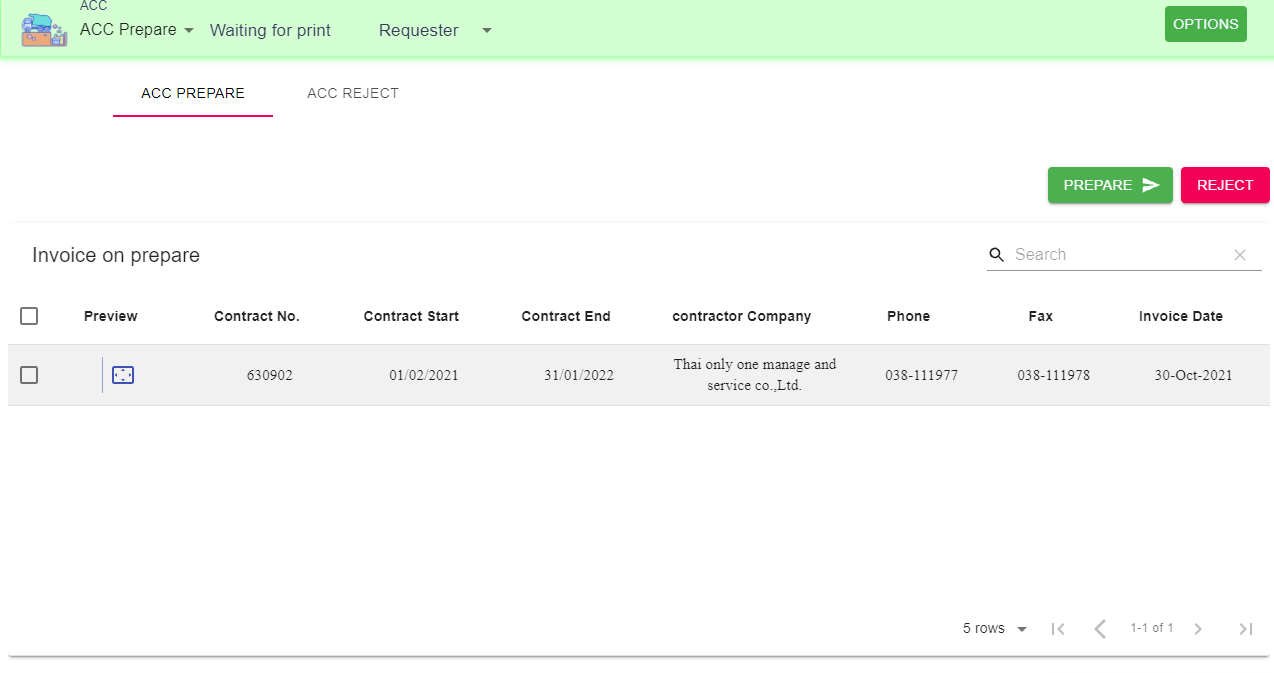 ACC
ACC Prepare
Waiting for print
Requester
OPTIONS
ACC PREPARE
ACC REJECT
PREPARE
REJECT
Invoice on prepare
Search
Preview
Contract No.
Contract Start
Contract End
contractor Company
Phone
Fax
Invoice Date
630902
01/02/2021
31/01/2022
Thai only one manage and
service co.,Ltd.
038-111977
038-111978
30-Oct-2021
5 rows
1-1 of 1